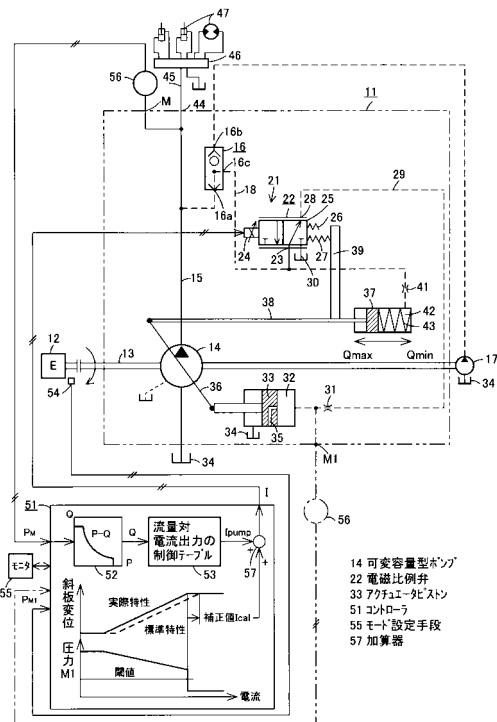 47
46
56
45
44
M
11
16b
16
16c
18
16a
21
22
28
25
26
29
24
23
27
39
30
15
41
37
42
43
38
12
E
13
14
Qmax
Qmin
17
34
54
36
33
32
31
34
35
34
M1
I
56
51
PM
Q
P-Q
52
Q
P
流量対
電流出力の
制御テーブル
53
Ipump
+
57
+
モニタ
55
PM1
斜板変位
実際特性
標準特性
補正値Ical
圧力M1
閾値
電流
14 可変容量型ポンプ
22 電磁比例弁
33 アクチュエータピストン
51 コントローラ
55 モード設定手段
57 加算器